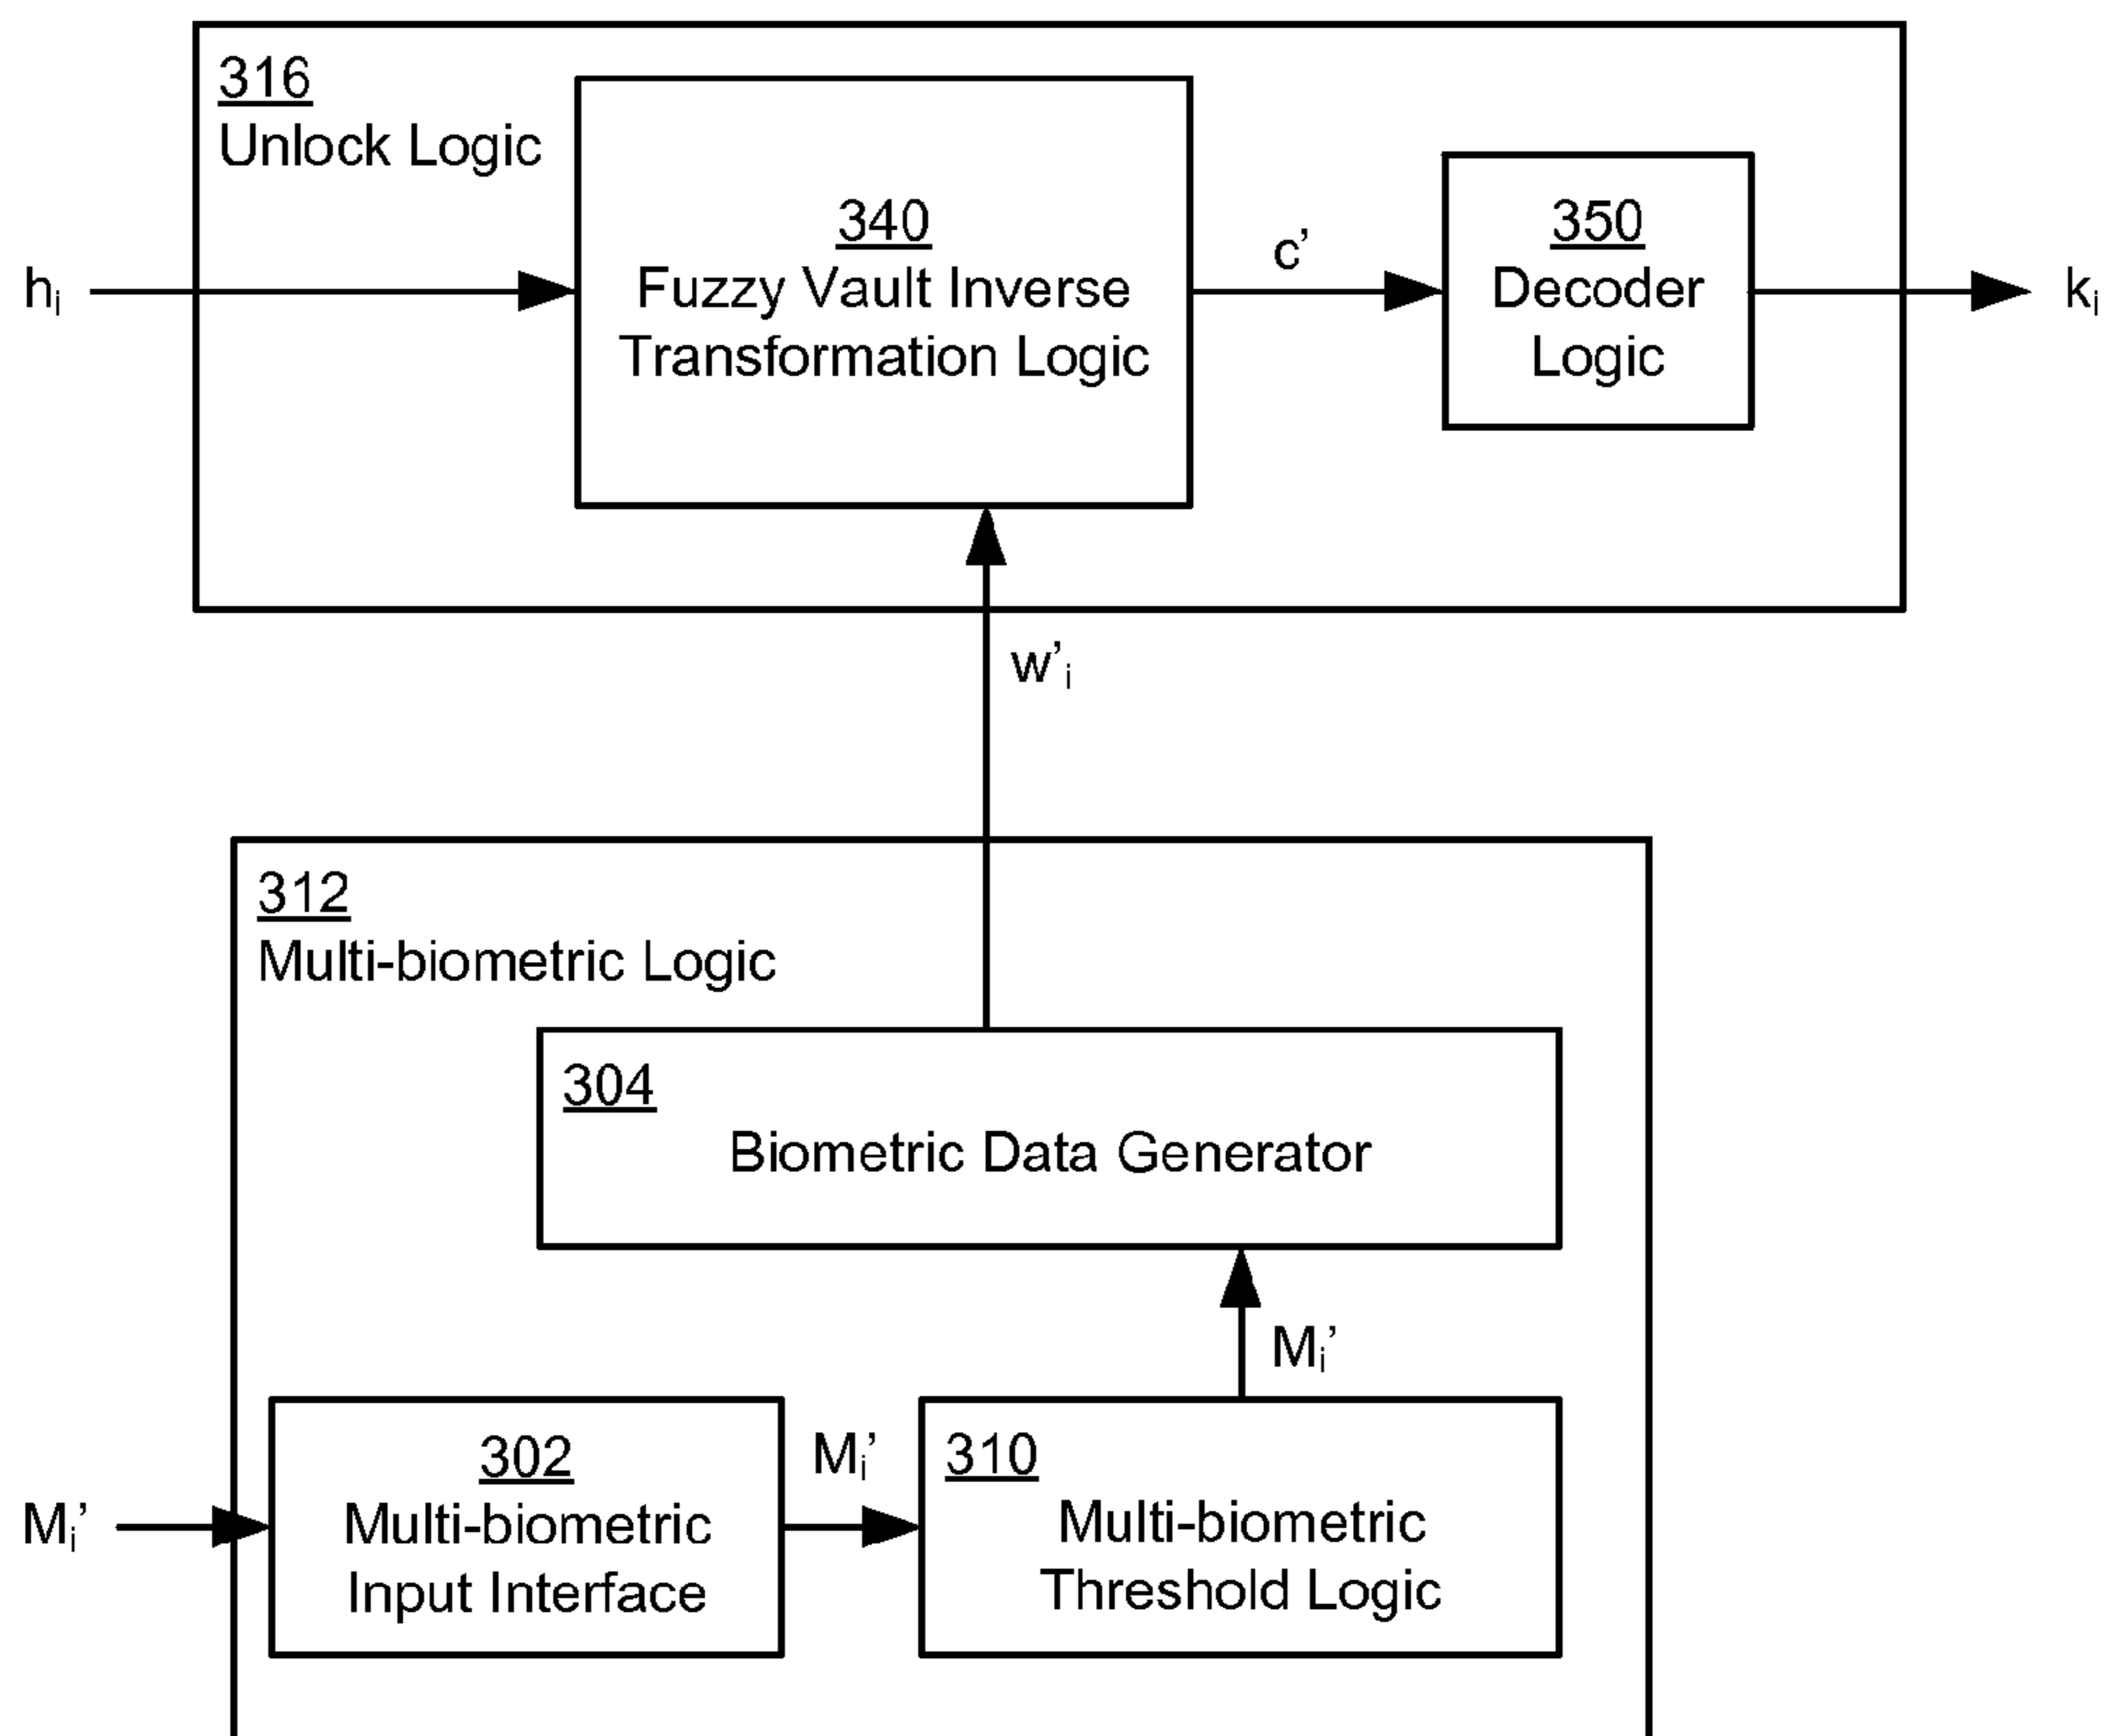 316
Unlock Logic
340
Fuzzy Vault Inverse
Transformation Logic
350
Decoder
Logic
hᵢ
c’
kᵢ
w’ᵢ
312
Multi-biometric Logic
304
Biometric Data Generator
Mᵢ’
302
Multi-biometric
Input Interface
Mᵢ’
310
Multi-biometric
Threshold Logic
Mᵢ’